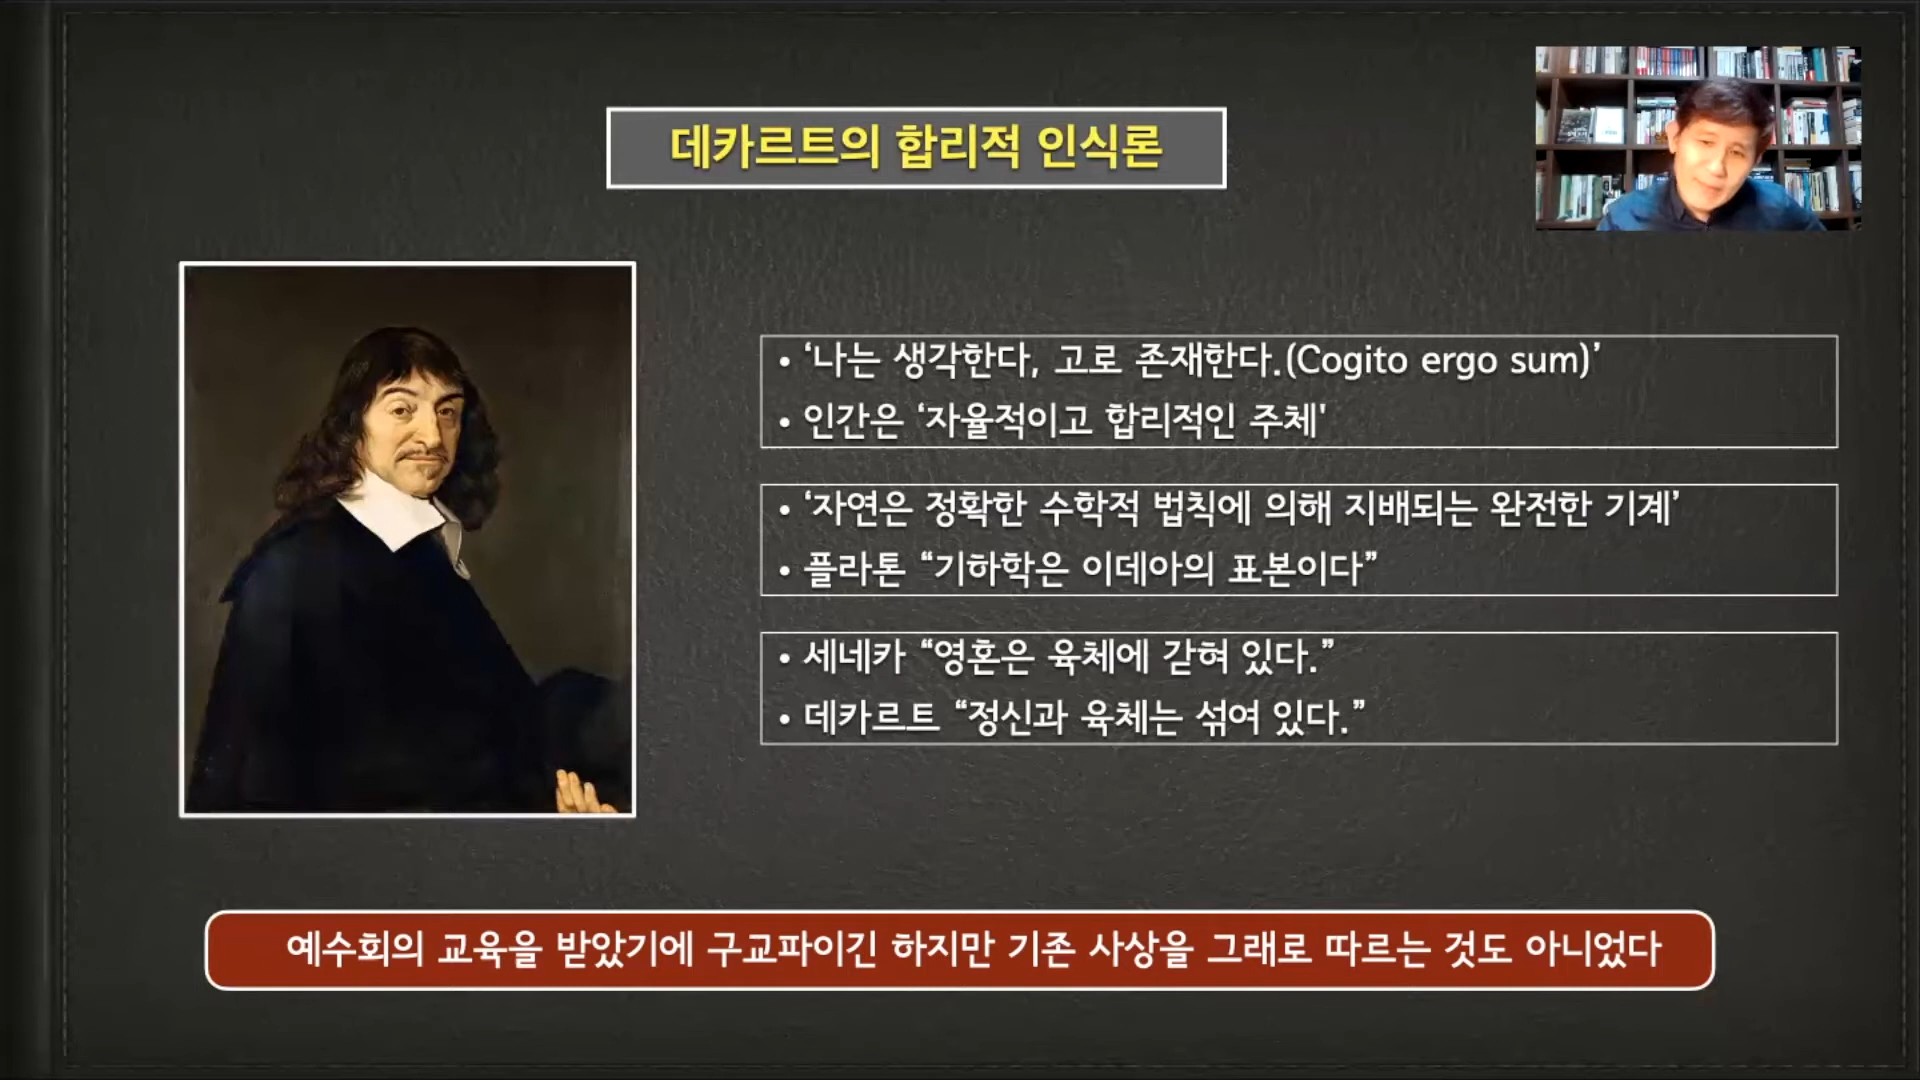 데카르트의 합리적 인식론
• ‘나는 생각한다, 고로 존재한다.(Cogito ergo sum)’
• 인간은 ‘자율적이고 합리적인 주체'
• ‘자연은 정확한 수학적 법칙에 의해 지배되는 완전한 기계’
• 플라톤 “기하학은 이데아의 표본이다”
• 세네카 “영혼은 육체에 갇혀 있다.”
• 데카르트 “정신과 육체는 섞여 있다.”
예수회의 교육을 받았기에 구교파이긴 하지만 기존 사상을 그래로 따르는 것도 아니었다